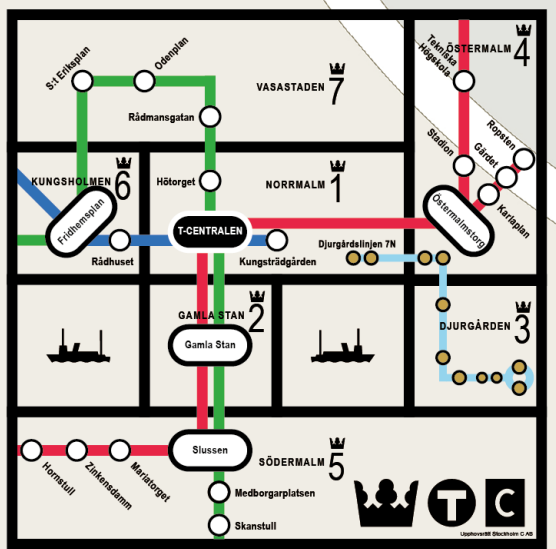 Tekniska
Högskola
ÖSTERMALM
4
S:t Eriksplan
Odenplan
VASASTADEN
7
Rådmansgatan
Stadion
Gärdet
Ropsten
Karlaplan
KUNGSHOLMEN
6
Hötorget
NORRMALM
1
Fridhemsplan
T-CENTRALEN
Östermalmstorg
Rådhuset
Kungsträdgården
Djurgårdslinjen 7N
GAMLA STAN
2
Gamla Stan
DJURGÅRDEN
3
Slussen
SÖDERMALM
5
Hornstull
Zinkensdamm
Mariatorget
Medborgarplatsen
Skanstull
T
C
Upphovsrätt Stockholm C AS